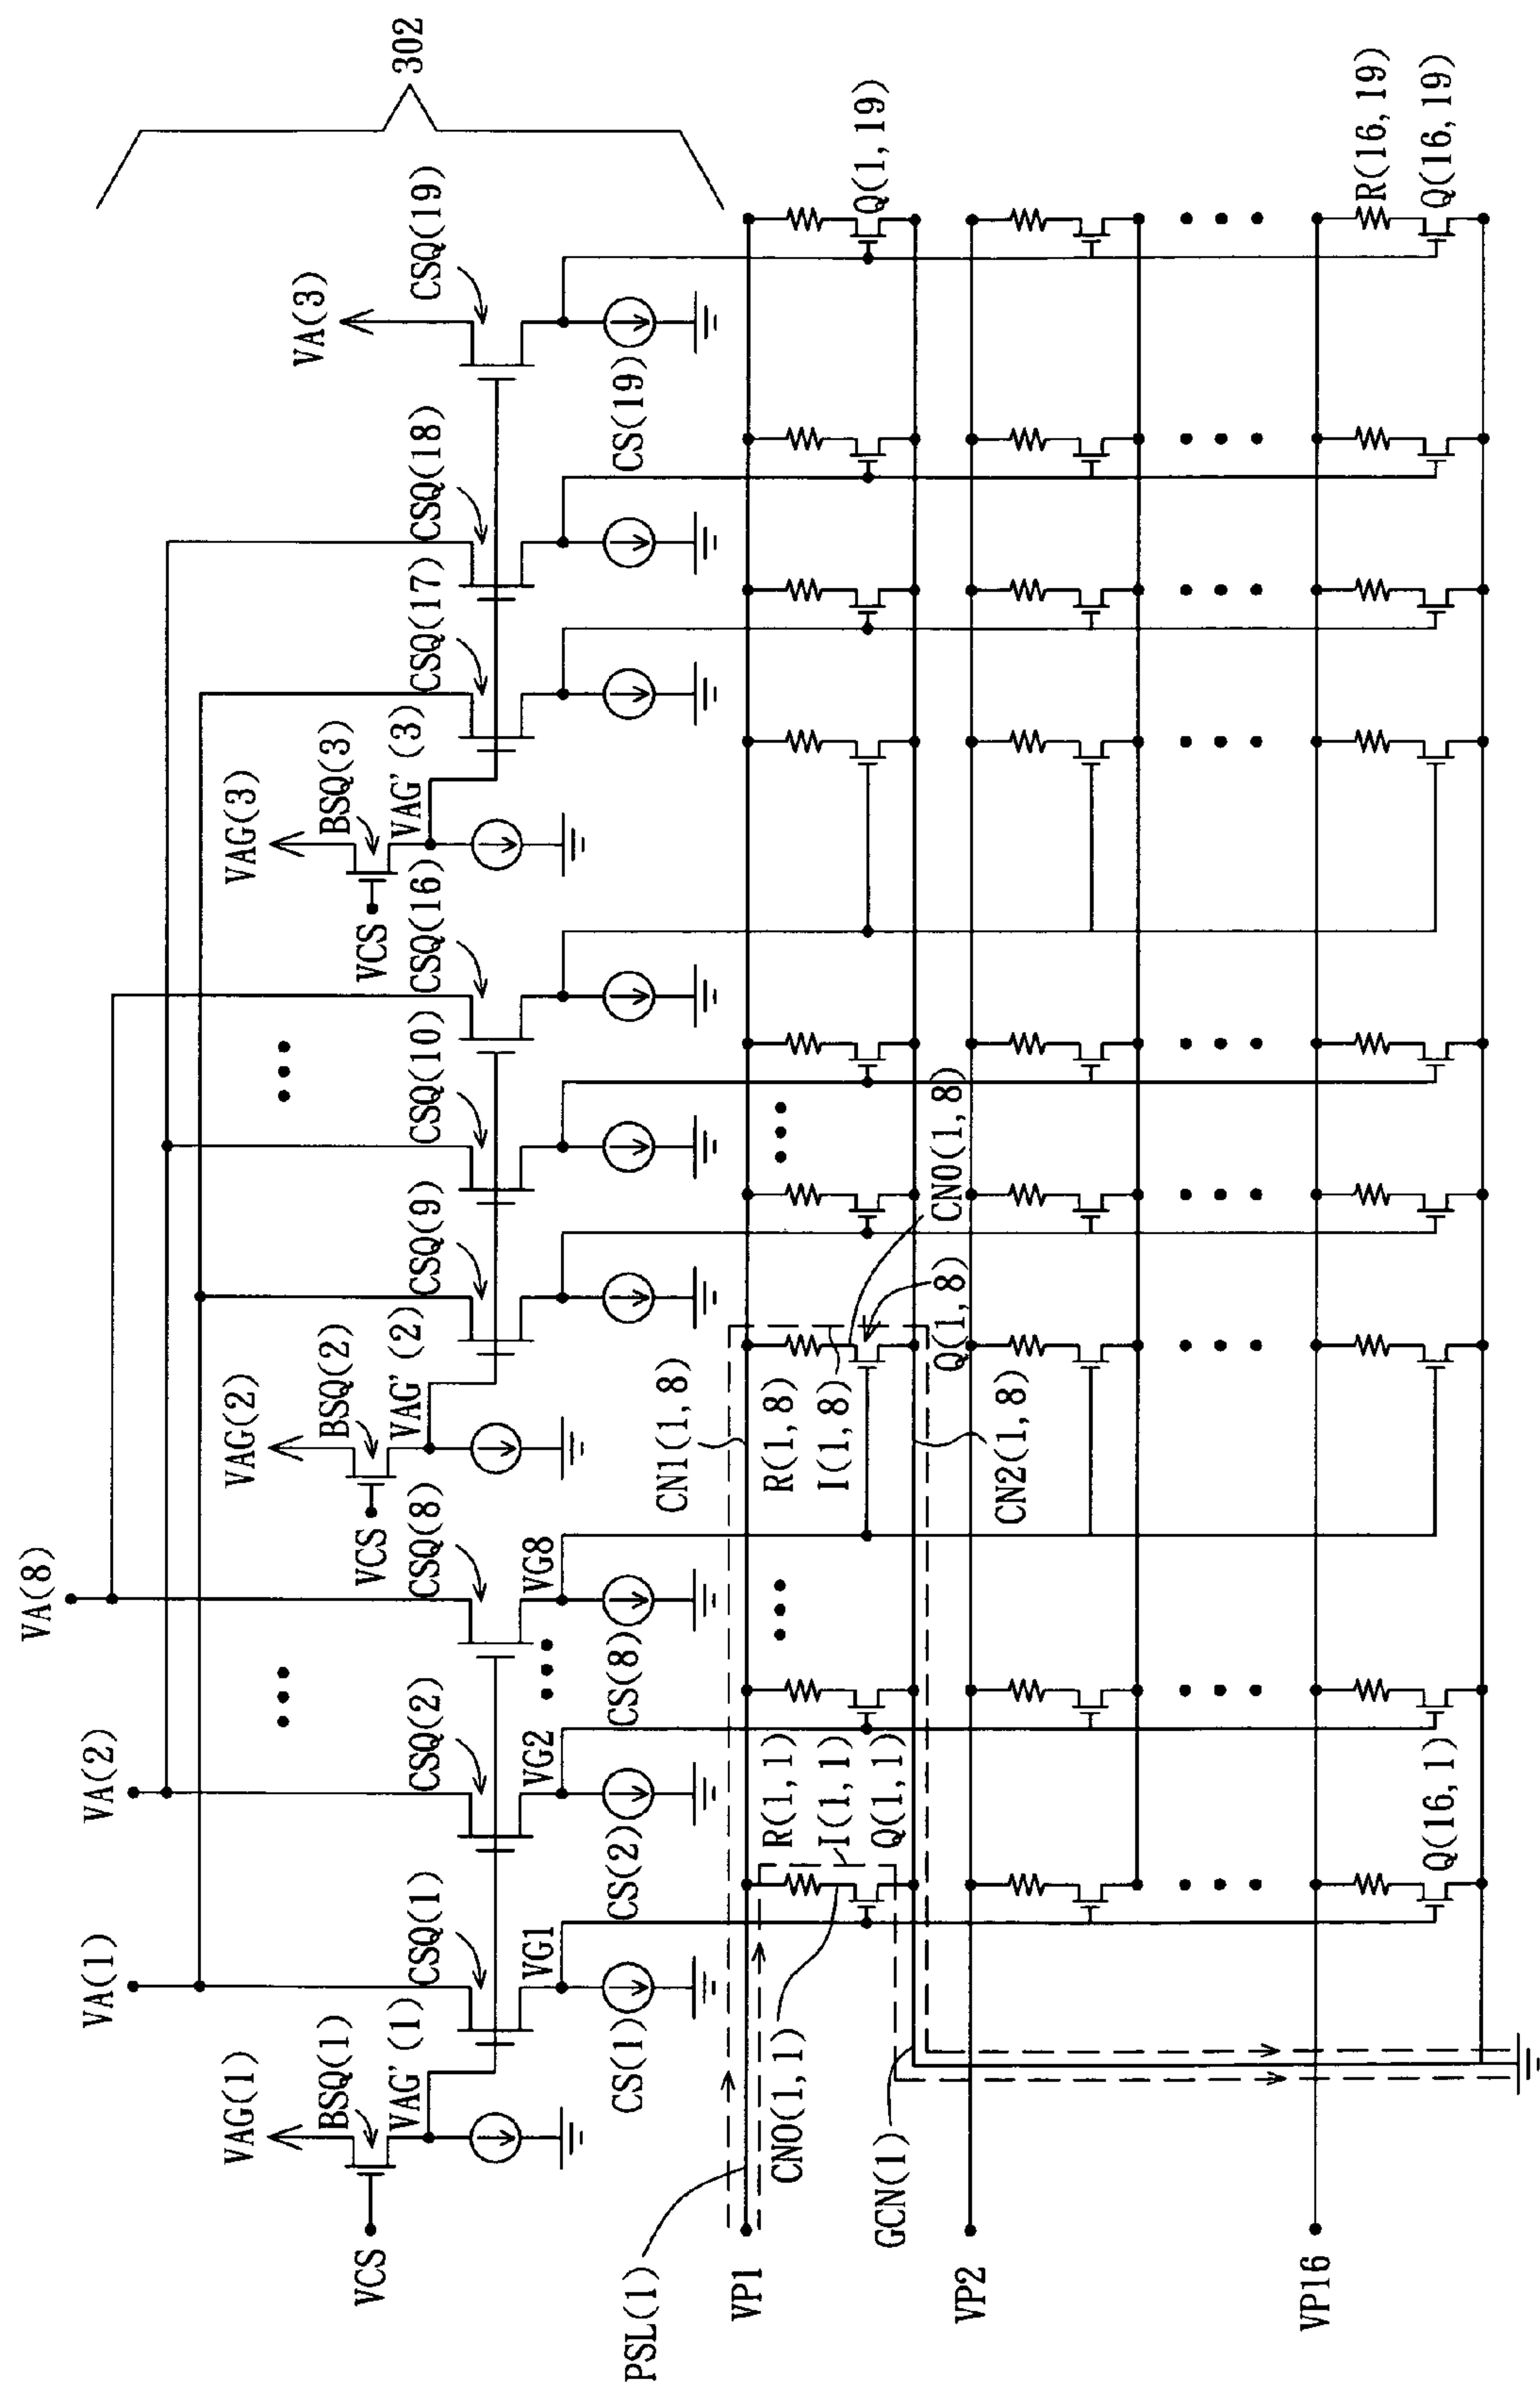 302
VA(8)
VA(1)
VA(2)
VA(3)
VAG(1)
VAG(2)
VAG(3)
BSQ(1)
BSQ(2)
BSQ(3)
VAG'(1)
VAG'(2)
VAG'(3)
VCS
VCS
VCS
CSQ(1)
CSQ(2)
CSQ(8)
CSQ(9)
CSQ(10)
CSQ(16)
CSQ(17)
CSQ(18)
CSQ(19)
VG1
VG2
VG8
CS(1)
CS(2)
CS(8)
CS(19)
PSL(1)
VP1
CN1(1,8)
R(1,1)
I(1,1)
Q(1,1)
CN0(1,1)
R(1,8)
I(1,8)
Q(1,8)
CN0(1,8)
CN2(1,8)
Q(1,19)
GCN(1)
VP2
VP16
Q(16,1)
R(16,19)
Q(16,19)